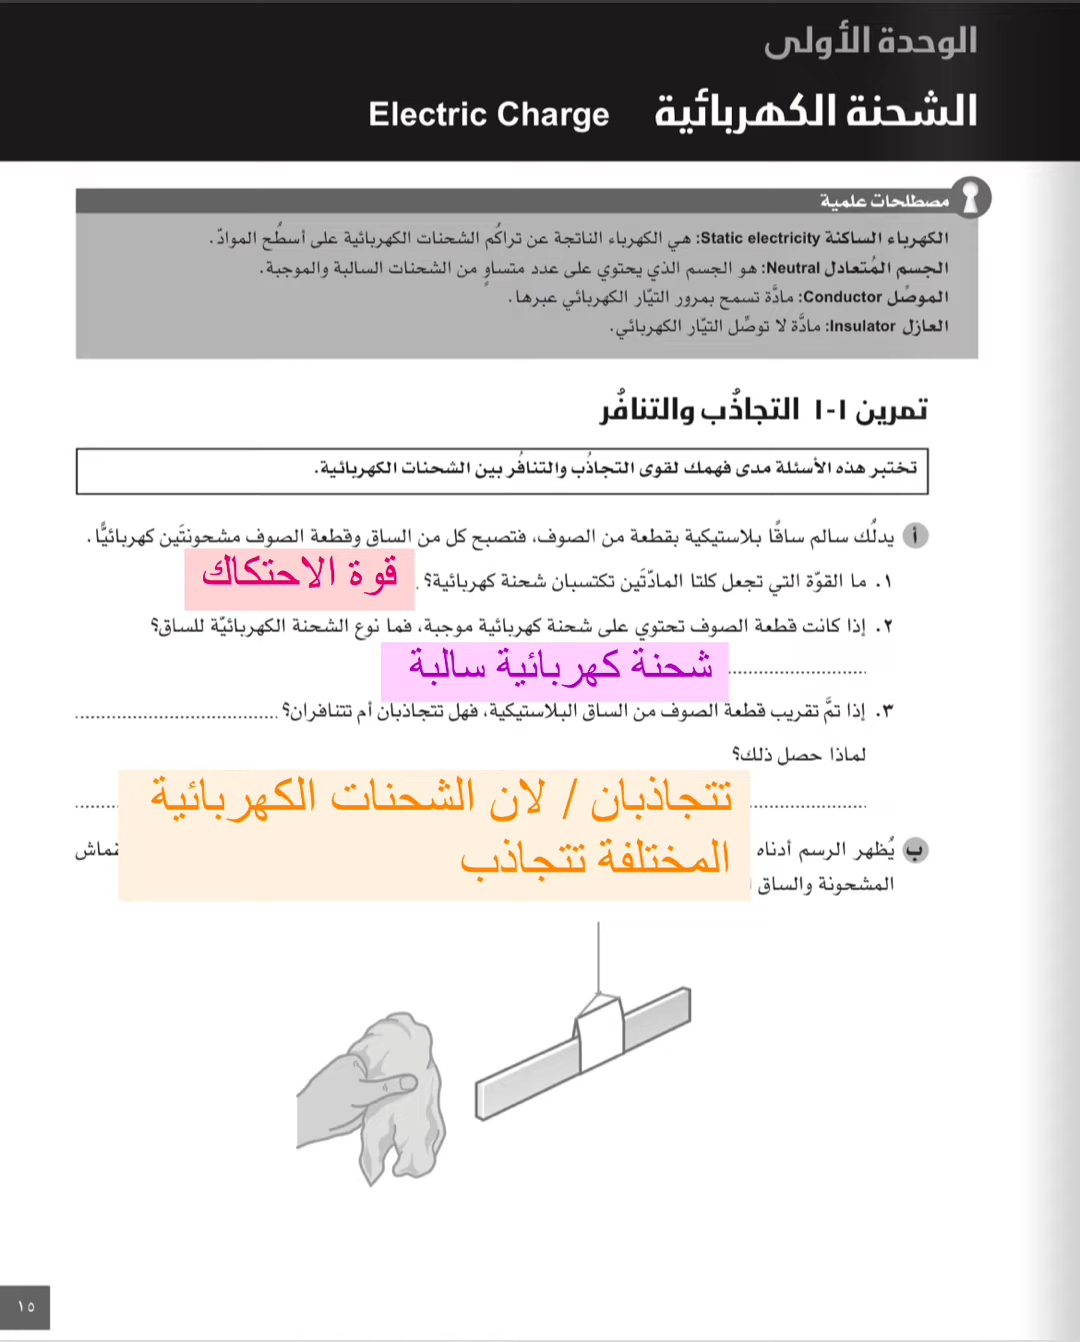 الوحدة الأولى
الشحنة الكهربائية Electric Charge
مصطلحات علمية
الكهرباء الساكنة Static electricity: هي الكهرباء الناتجة عن تراكُم الشحنات الكهربائية على أسطُح الموادّ.
الجسم المُتعادل Neutral: هو الجسم الذي يحتوي على عدد متساوٍ من الشحنات السالبة والموجبة.
الموصِّل Conductor: مادَّة تسمح بمرور التيّار الكهربائي عبرها.
العازل Insulator: مادَّة لا توصِّل التيّار الكهربائي.
تمرين ١-١ التجاذُب والتنافُر
تختبر هذه الأسئلة مدى فهمك لقوى التجاذُب والتنافُر بين الشحنات الكهربائية.
أ يدلُك سالم ساقًا بلاستيكية بقطعة من الصوف، فتصبح كل من الساق وقطعة الصوف مشحونتَين كهربائيًّا.
١. ما القوّة التي تجعل كلتا المادّتَين تكتسبان شحنة كهربائية؟ قوة الاحتكاك
٢. إذا كانت قطعة الصوف تحتوي على شحنة كهربائية موجبة، فما نوع الشحنة الكهربائيّة للساق؟
شحنة كهربائية سالبة
٣. إذا تمَّ تقريب قطعة الصوف من الساق البلاستيكية، فهل تتجاذبان أم تتنافران؟
لماذا حصل ذلك؟
تتجاذبان / لان الشحنات الكهربائية
المختلفة تتجاذب
ب يُظهر الرسم أدناه
المشحونة والساق
١٥